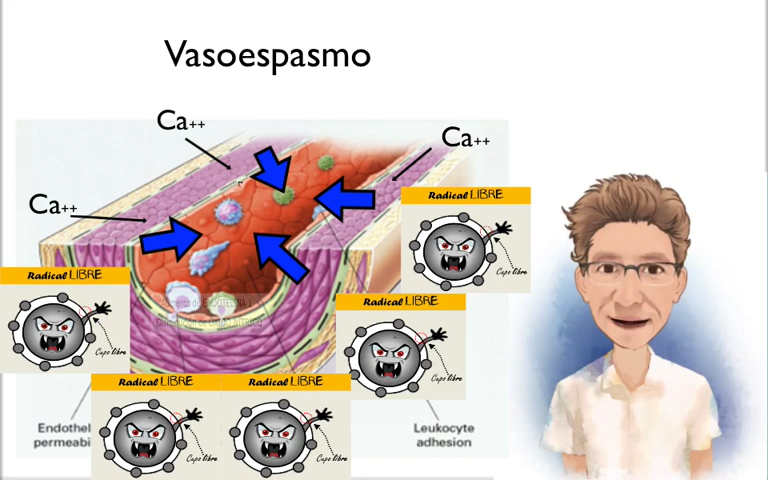 Vasoespasmo
Ca++
Ca++
Ca++
Radical LIBRE
Cupo libre
Radical LIBRE
Cupo libre
Radical LIBRE
Cupo libre
Radical LIBRE
Cupo libre
Radical LIBRE
Cupo libre
Endothel
permeabi
Leukocyte
adhesion